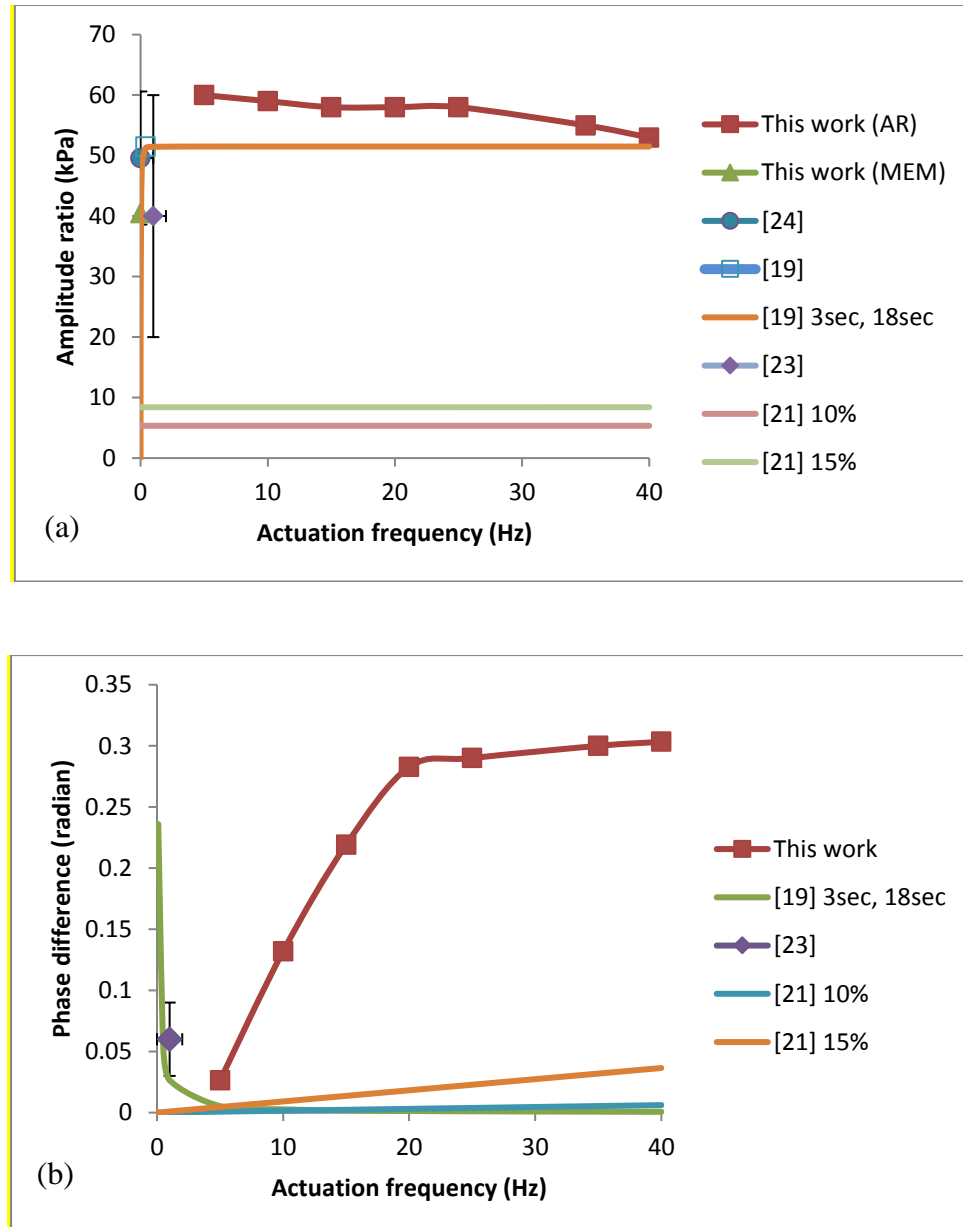 70
60
50
40
30
20
10
0
Amplitude ratio (kPa)
0 10 20 30 40
Actuation frequency (Hz)
(a)
This work (AR)
This work (MEM)
[24]
[19]
[19] 3sec, 18sec
[23]
[21] 10%
[21] 15%
0.35
0.3
0.25
0.2
0.15
0.1
0.05
0
Phase difference (radian)
0 10 20 30 40
Actuation frequency (Hz)
(b)
This work
[19] 3sec, 18sec
[23]
[21] 10%
[21] 15%